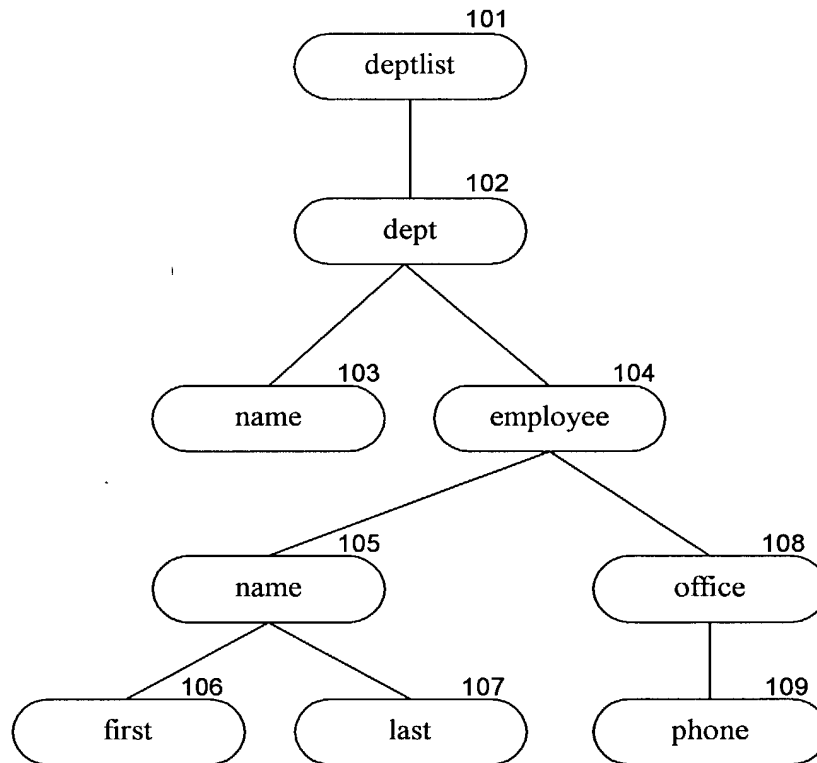 101
deptlist
102
dept
103
name
104
employee
105
name
108
office
106
first
107
last
109
phone